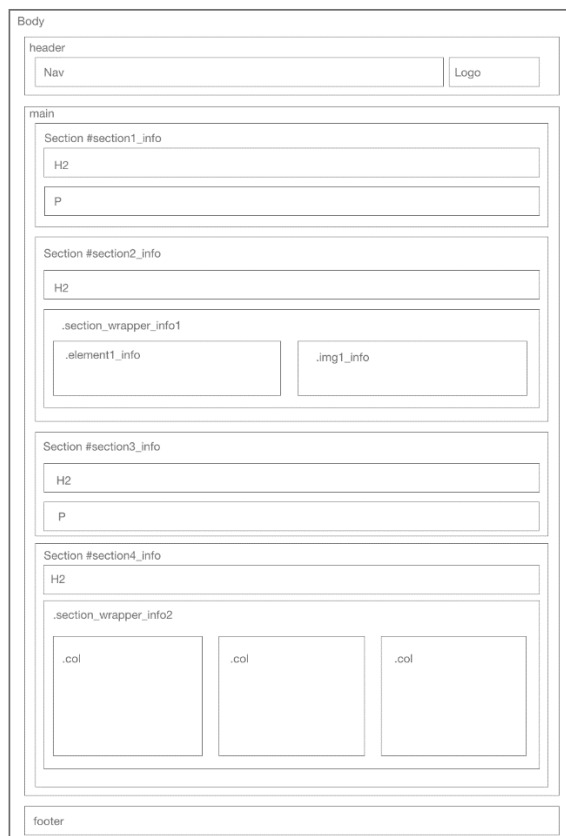 Body
header
Nav
Logo
main
Section #section1_info
H2
P
Section #section2_info
H2
.section_wrapper_info1
.element1_info
.img1_info
Section #section3_info
H2
P
Section #section4_info
H2
.section_wrapper_info2
.col
.col
.col
footer